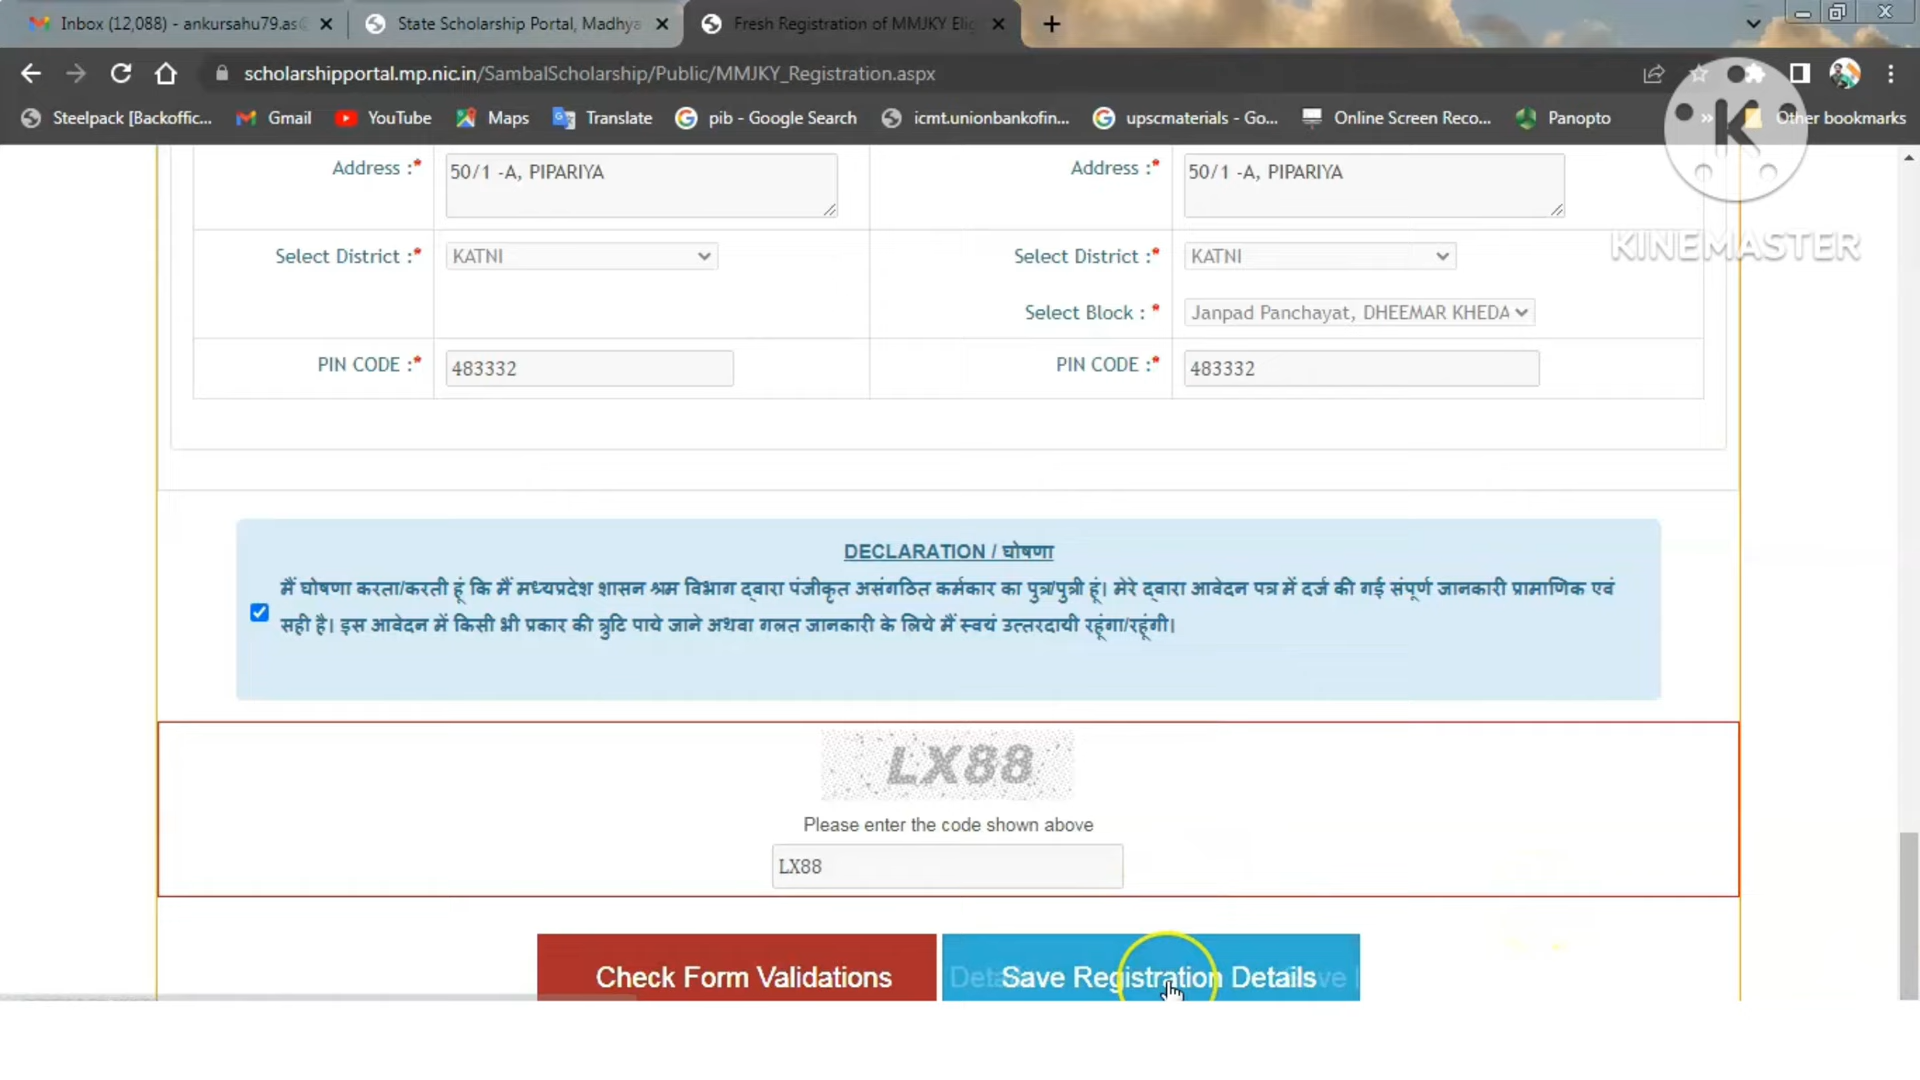 Inbox (12,088) - ankursahu79.as
State Scholarship Portal, Madhya
Fresh Registration of MMJKY Elig
scholarshipportal.mp.nic.in/SambalScholarship/Public/MMJKY_Registration.aspx
Steelpack [Backoffic... Gmail YouTube Maps Translate pib - Google Search icmt.unionbankofin... upscmaterials - Go... Online Screen Reco... Panopto » Other bookmarks
K
KINEMASTER
Address :* 50/1 -A, PIPARIYA Address :* 50/1 -A, PIPARIYA
Select District :* KATNI Select District :* KATNI
Select Block : * Janpad Panchayat, DHEEMAR KHEDA
PIN CODE :* 483332 PIN CODE :* 483332
DECLARATION / घोषणा
मैं घोषणा करता/करती हूं कि मैं मध्यप्रदेश शासन श्रम विभाग द्वारा पंजीकृत असंगठित कर्मकार का पुत्र/पुत्री हूं। मेरे द्वारा आवेदन पत्र में दर्ज की गई संपूर्ण जानकारी प्रामाणिक एवं
सही है। इस आवेदन में किसी भी प्रकार की त्रुटि पाये जाने अथवा गलत जानकारी के लिये मैं स्वयं उत्तरदायी रहूंगा/रहूंगी।
LX88
Please enter the code shown above
LX88
Check Form Validations Save Registration Details